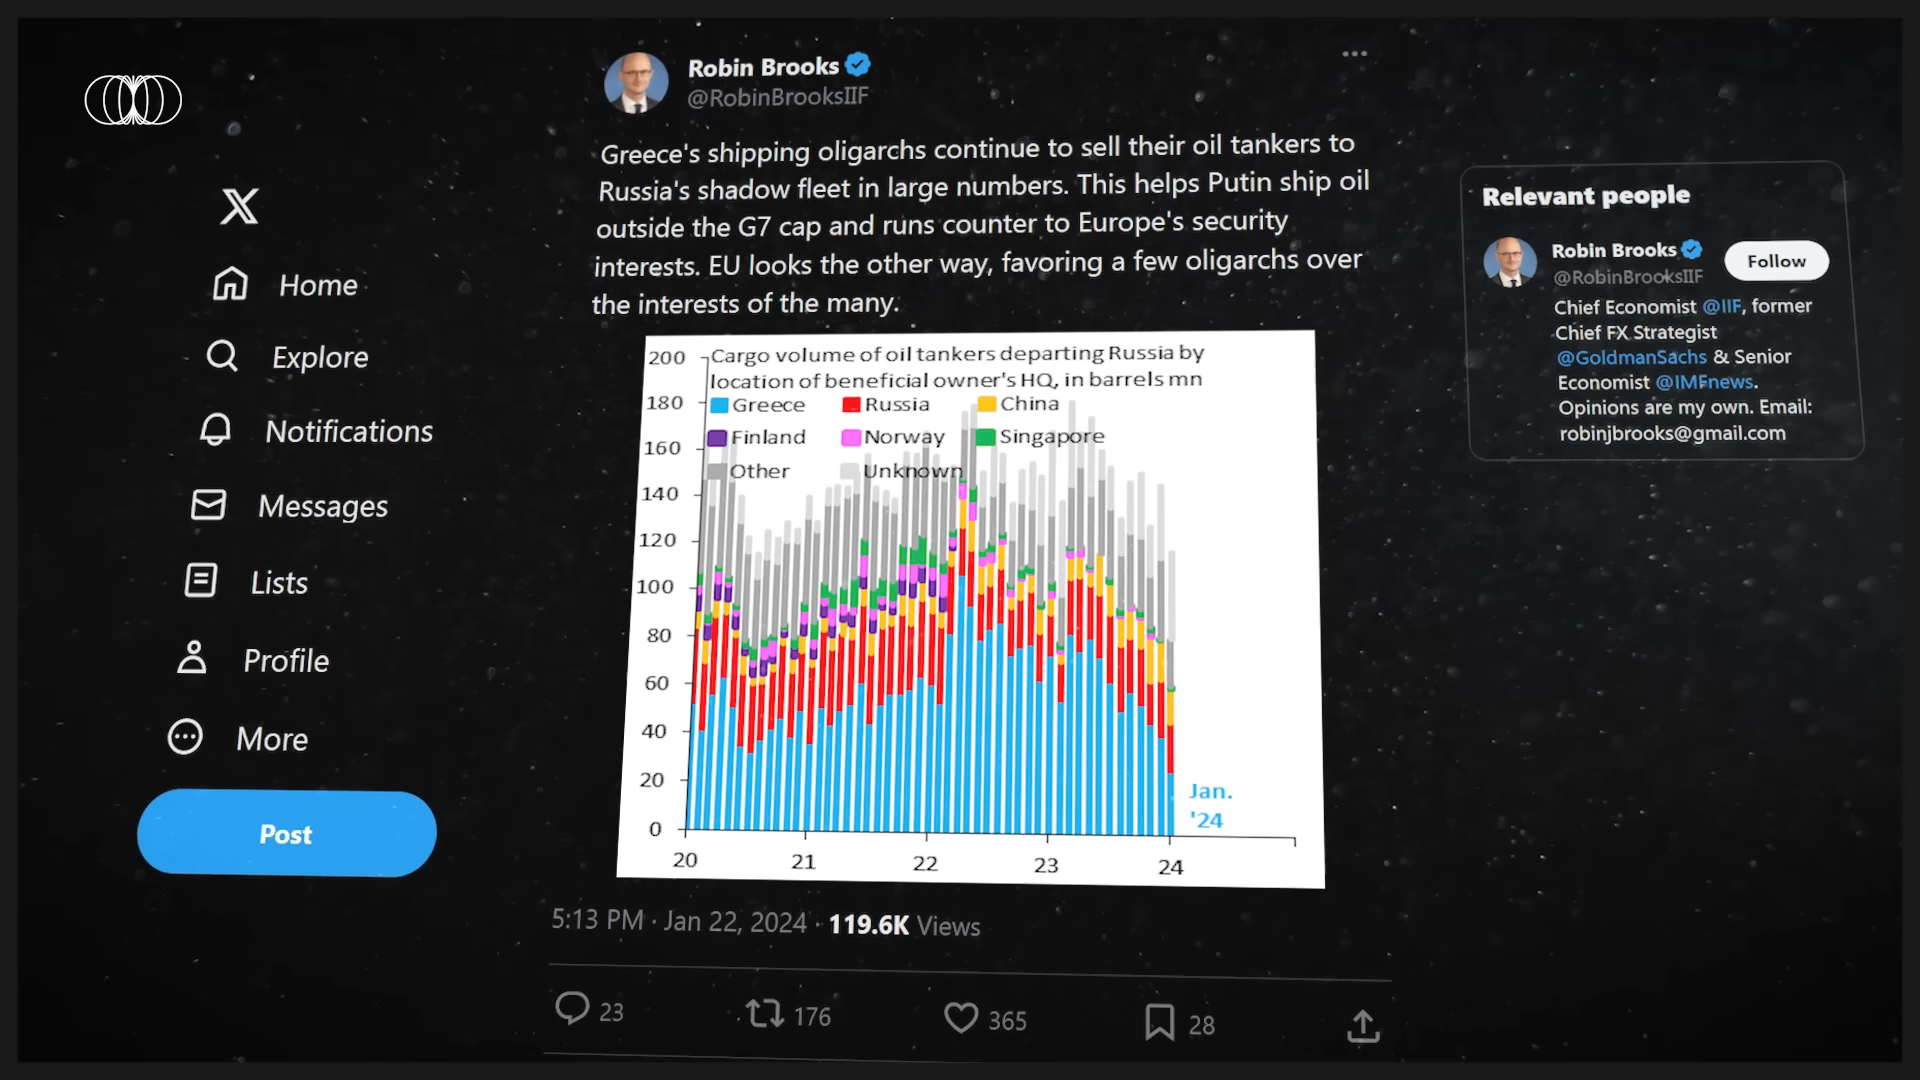 Robin Brooks
@RobinBrooksIIF
Greece's shipping oligarchs continue to sell their oil tankers to
Russia's shadow fleet in large numbers. This helps Putin ship oil
outside the G7 cap and runs counter to Europe's security
interests. EU looks the other way, favoring a few oligarchs over
the interests of the many.
X
Home
Explore
Notifications
Messages
Lists
Profile
More
Post
Cargo volume of oil tankers departing Russia by
location of beneficial owner's HQ, in barrels mn
Greece Russia China
Finland Norway Singapore
Other Unknown
200
180
160
140
120
100
80
60
40
20
0
20 21 22 23 24
Jan.
'24
5:13 PM · Jan 22, 2024 · 119.6K Views
23 176 365 28
Relevant people
Robin Brooks
@RobinBrooksIIF
Follow
Chief Economist @IIF, former
Chief FX Strategist
@GoldmanSachs & Senior
Economist @IMFnews.
Opinions are my own. Email:
robinjbrooks@gmail.com